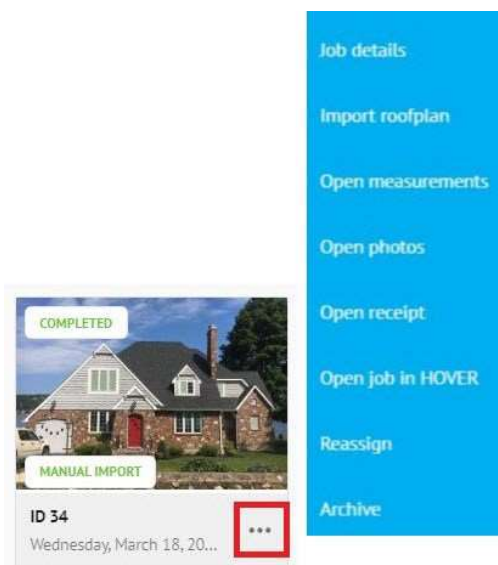 Job details
Import roofplan
Open measurements
Open photos
Open receipt
Open job in HOVER
Reassign
Archive
COMPLETED
MANUAL IMPORT
ID 34
Wednesday, March 18, 20...